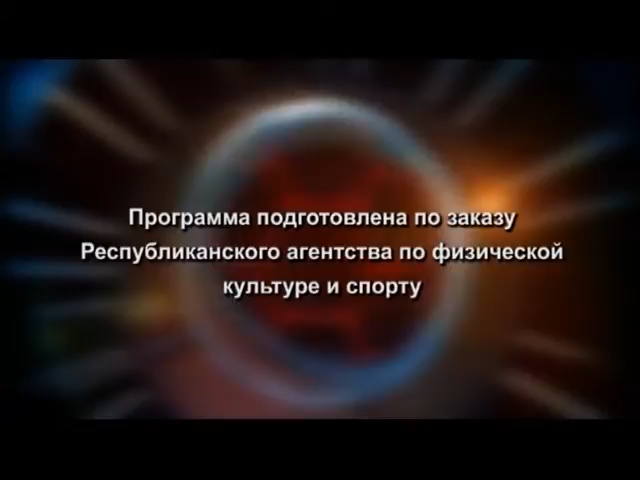 Программа подготовлена по заказу
Республиканского агентства по физической
культуре и спорту